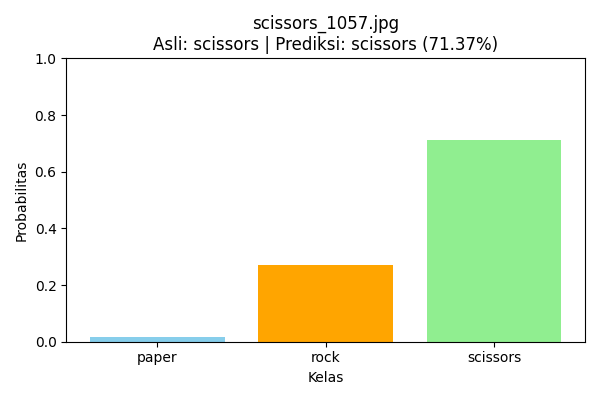 scissors_1057.jpg
Asli: scissors | Prediksi: scissors (71.37%)
1.0
0.8
0.6
0.4
0.2
0.0
Probabilitas
paper rock scissors
Kelas